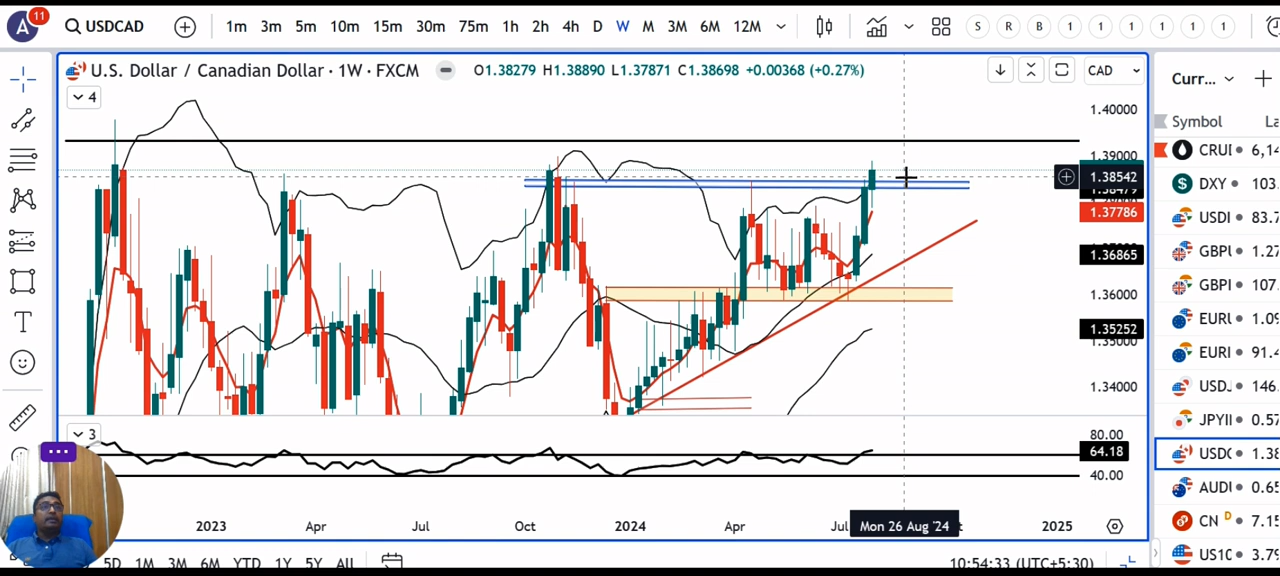 A 11 USDCAD 1m 3m 5m 10m 15m 30m 75m 1h 2h 4h D W M 3M 6M 12M S R B 1 1 1 1 1 1
U.S. Dollar / Canadian Dollar · 1W · FXCM O1.38279 H1.38890 L1.37871 C1.38698 +0.00368 (+0.27%) CAD Curr...
4
1.40000
Symbol La
1.39000
CRUI 6,14
1.38542
DXY 103.
1.37786
USDI 83.7
1.36865
GBPU 1.27
1.36000
GBPI 107.
EURU 1.09
1.35252
1.35000
EURI 91.4
1.34000
USDJ 146.
JPYII 0.57
3
80.00
64.18
USDC 1.38
40.00
AUDU 0.65
2023 Apr Jul Oct 2024 Apr Jul Mon 26 Aug '24 2025
CN D 7.15
5D 1M 3M 6M YTD 1Y 5Y All 10:54:33 (UTC+5:30)
US10 3.79